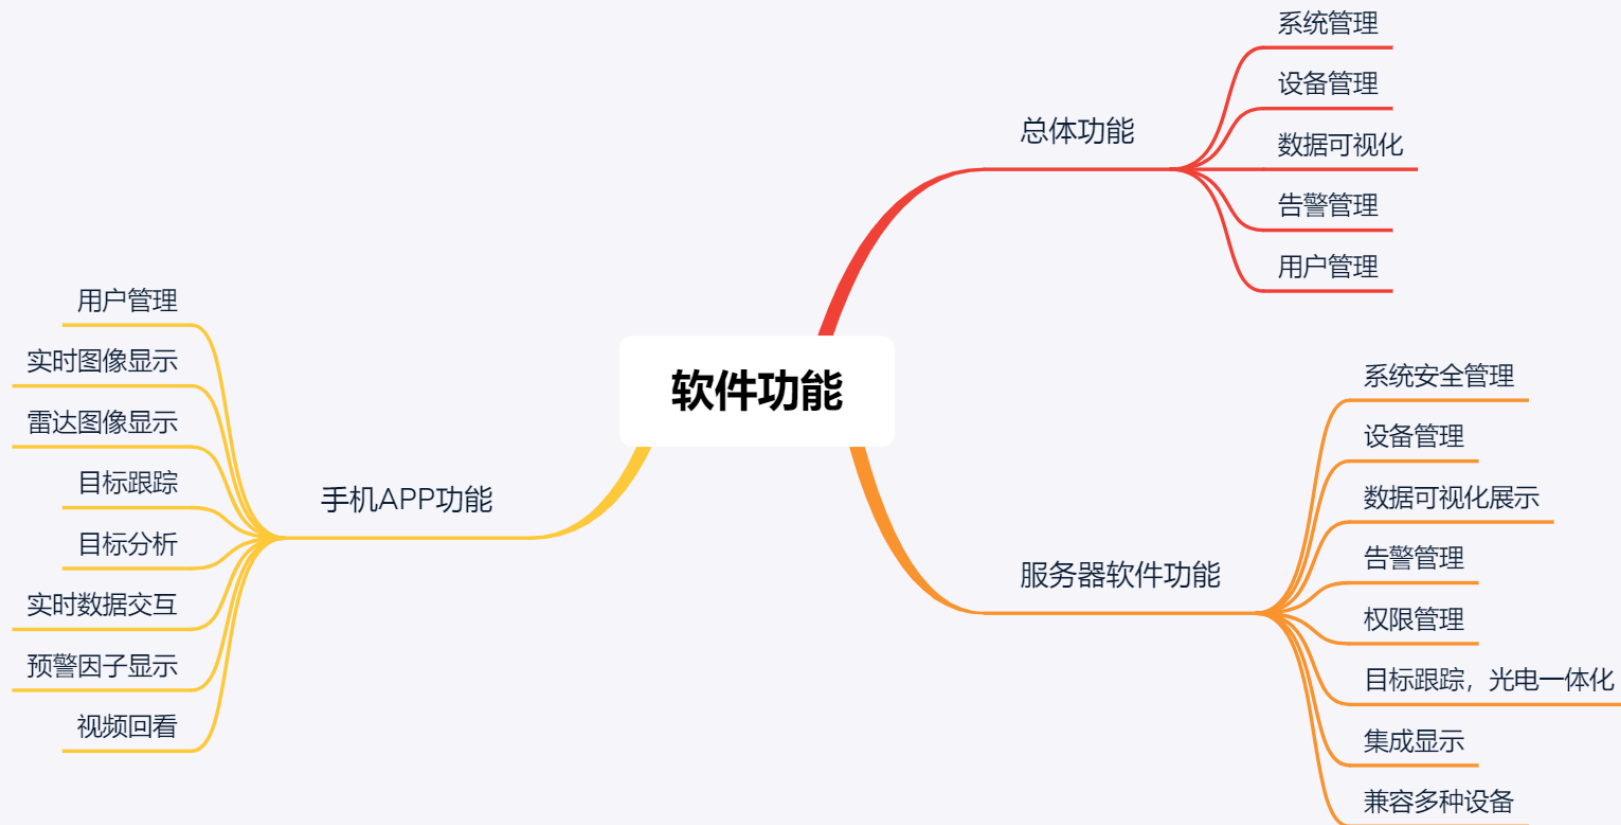 软件功能
总体功能
系统管理
设备管理
数据可视化
告警管理
用户管理
服务器软件功能
系统安全管理
设备管理
数据可视化展示
告警管理
权限管理
目标跟踪，光电一体化
集成显示
兼容多种设备
手机APP功能
用户管理
实时图像显示
雷达图像显示
目标跟踪
目标分析
实时数据交互
预警因子显示
视频回看